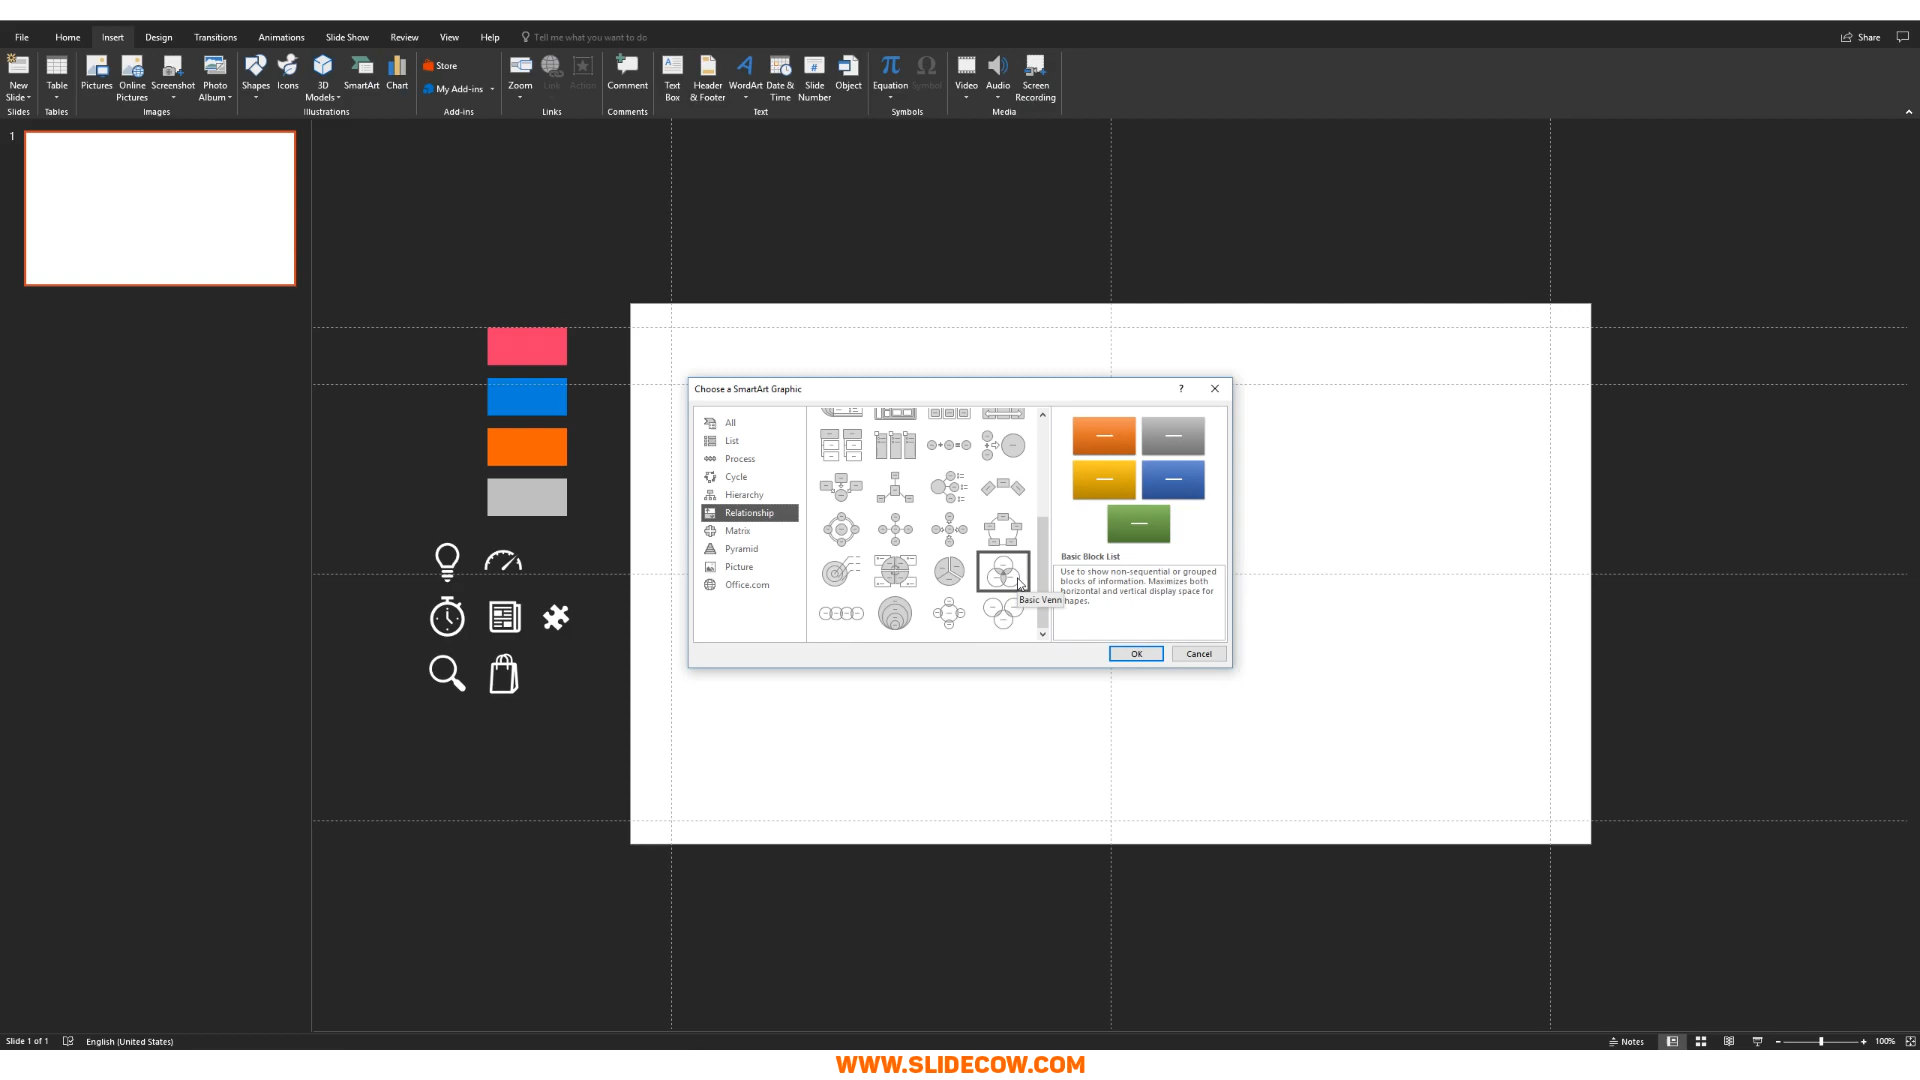 File Home Insert Design Transitions Animations Slide Show Review View Help Tell me what you want to do Share
New Slide Table Pictures Online Pictures Screenshot Photo Album Shapes Icons 3D Models SmartArt Chart Store My Add-ins Zoom Link Action Comment Text Box Header & Footer WordArt Date & Time Slide Number Object Equation Symbol Video Audio Screen Recording
Slides Tables Images Illustrations Add-ins Links Comments Text Symbols Media
1
Choose a SmartArt Graphic ?
All
List
Process
Cycle
Hierarchy
Relationship
Matrix
Pyramid
Picture
Office.com
Basic Venn
Basic Block List
Use to show non-sequential or grouped
blocks of information. Maximizes both
horizontal and vertical display space for
hapes.
OK Cancel
Slide 1 of 1 English (United States) Notes - + 100%
WWW.SLIDECOW.COM